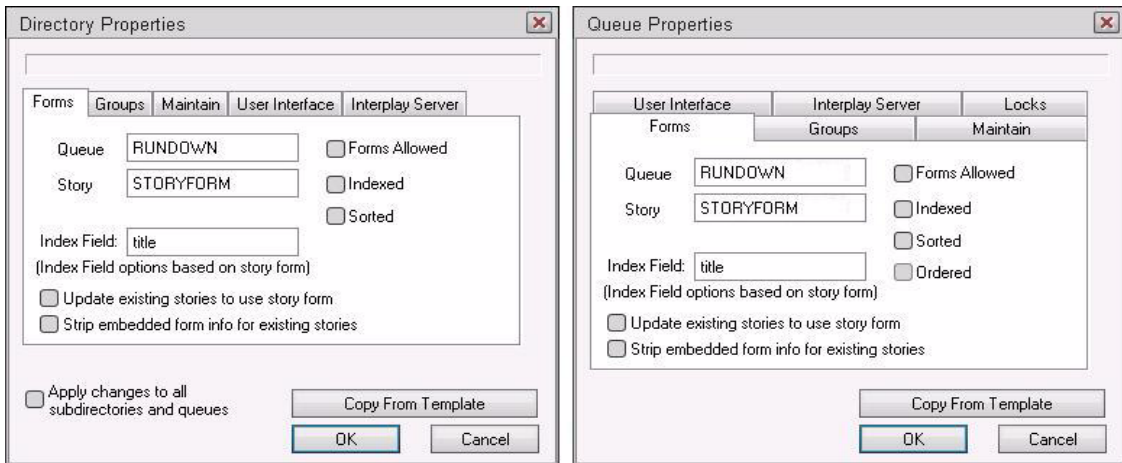 Directory Properties
Forms Groups Maintain User Interface Interplay Server
Queue RUNDOWN Forms Allowed
Story STORYFORM Indexed
Sorted
Index Field: title
(Index Field options based on story form)
Update existing stories to use story form
Strip embedded form info for existing stories
Apply changes to all
subdirectories and queues
Copy From Template
OK Cancel
Queue Properties
User Interface Interplay Server Locks
Forms Groups Maintain
Queue RUNDOWN Forms Allowed
Story STORYFORM Indexed
Sorted
Index Field: title Ordered
(Index Field options based on story form)
Update existing stories to use story form
Strip embedded form info for existing stories
Copy From Template
OK Cancel